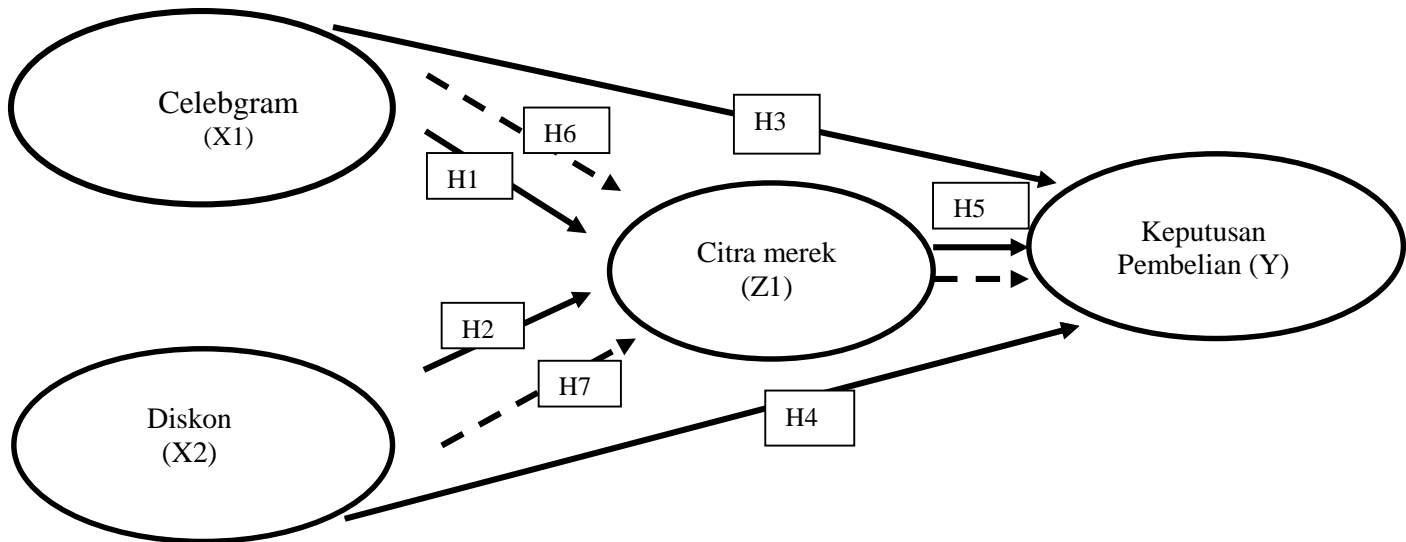 Celebgram
(X1)
H3
H6
H1
H5
Citra merek
(Z1)
Keputusan
Pembelian (Y)
H2
H7
H4
Diskon
(X2)